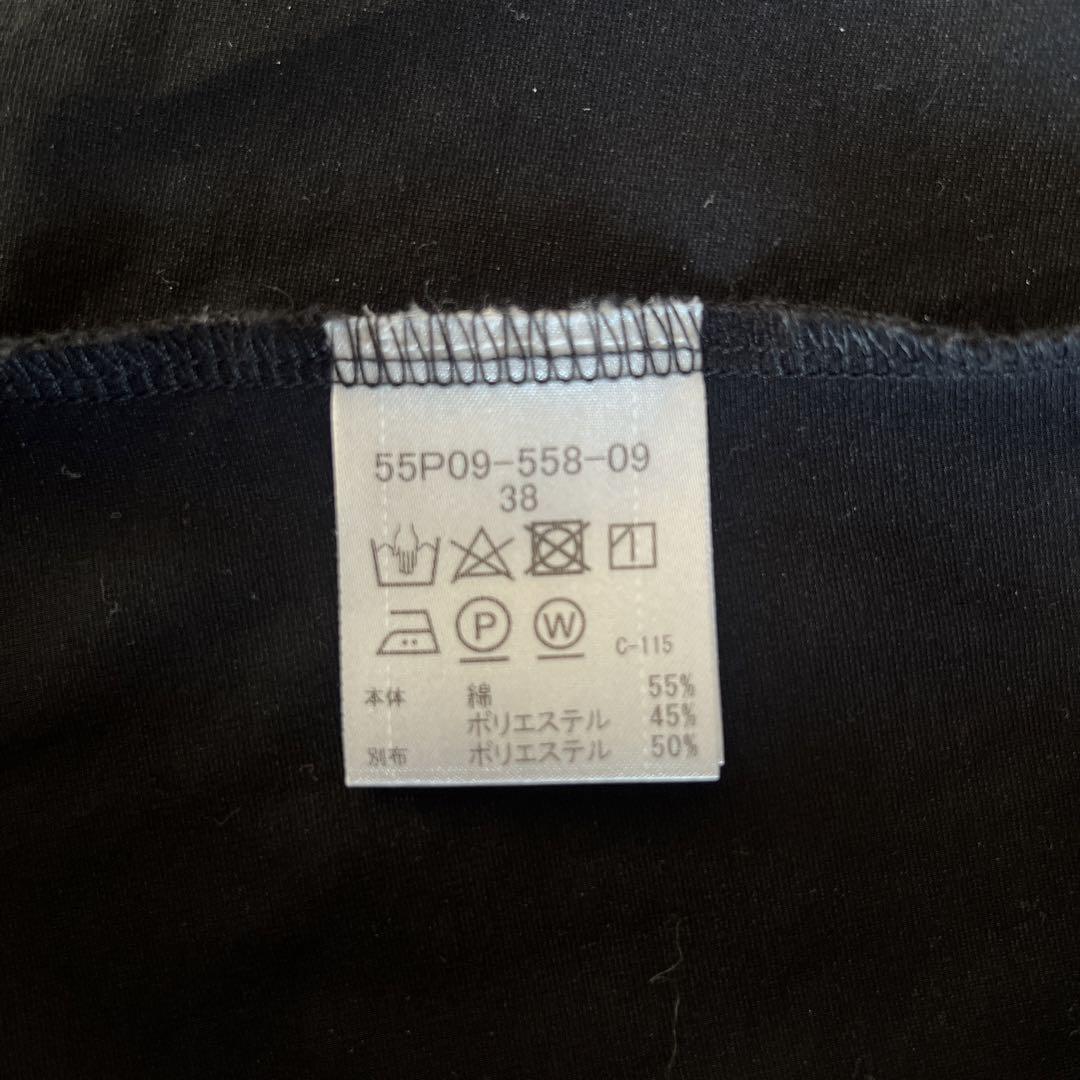 55P09-558-09
38
P W C-115
本体 綿 55%
ポリエステル 45%
別布 ポリエステル 50%